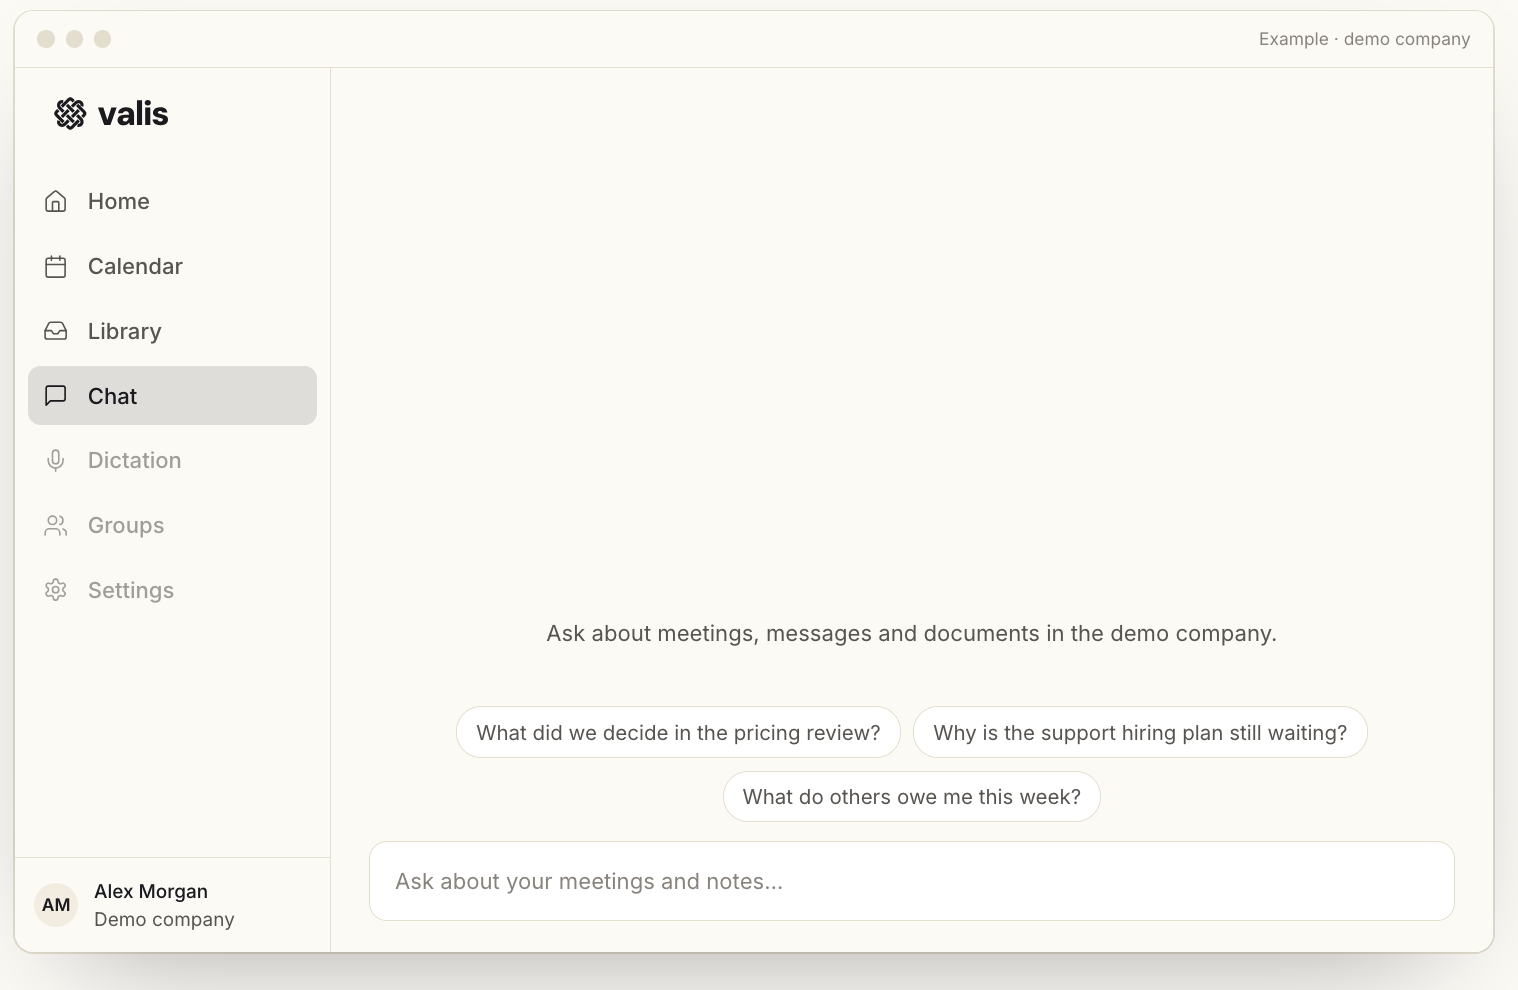 Example · demo company
valis
Home
Calendar
Library
Chat
Dictation
Groups
Settings
Ask about meetings, messages and documents in the demo company.
What did we decide in the pricing review?
Why is the support hiring plan still waiting?
What do others owe me this week?
Ask about your meetings and notes...
AM
Alex Morgan
Demo company